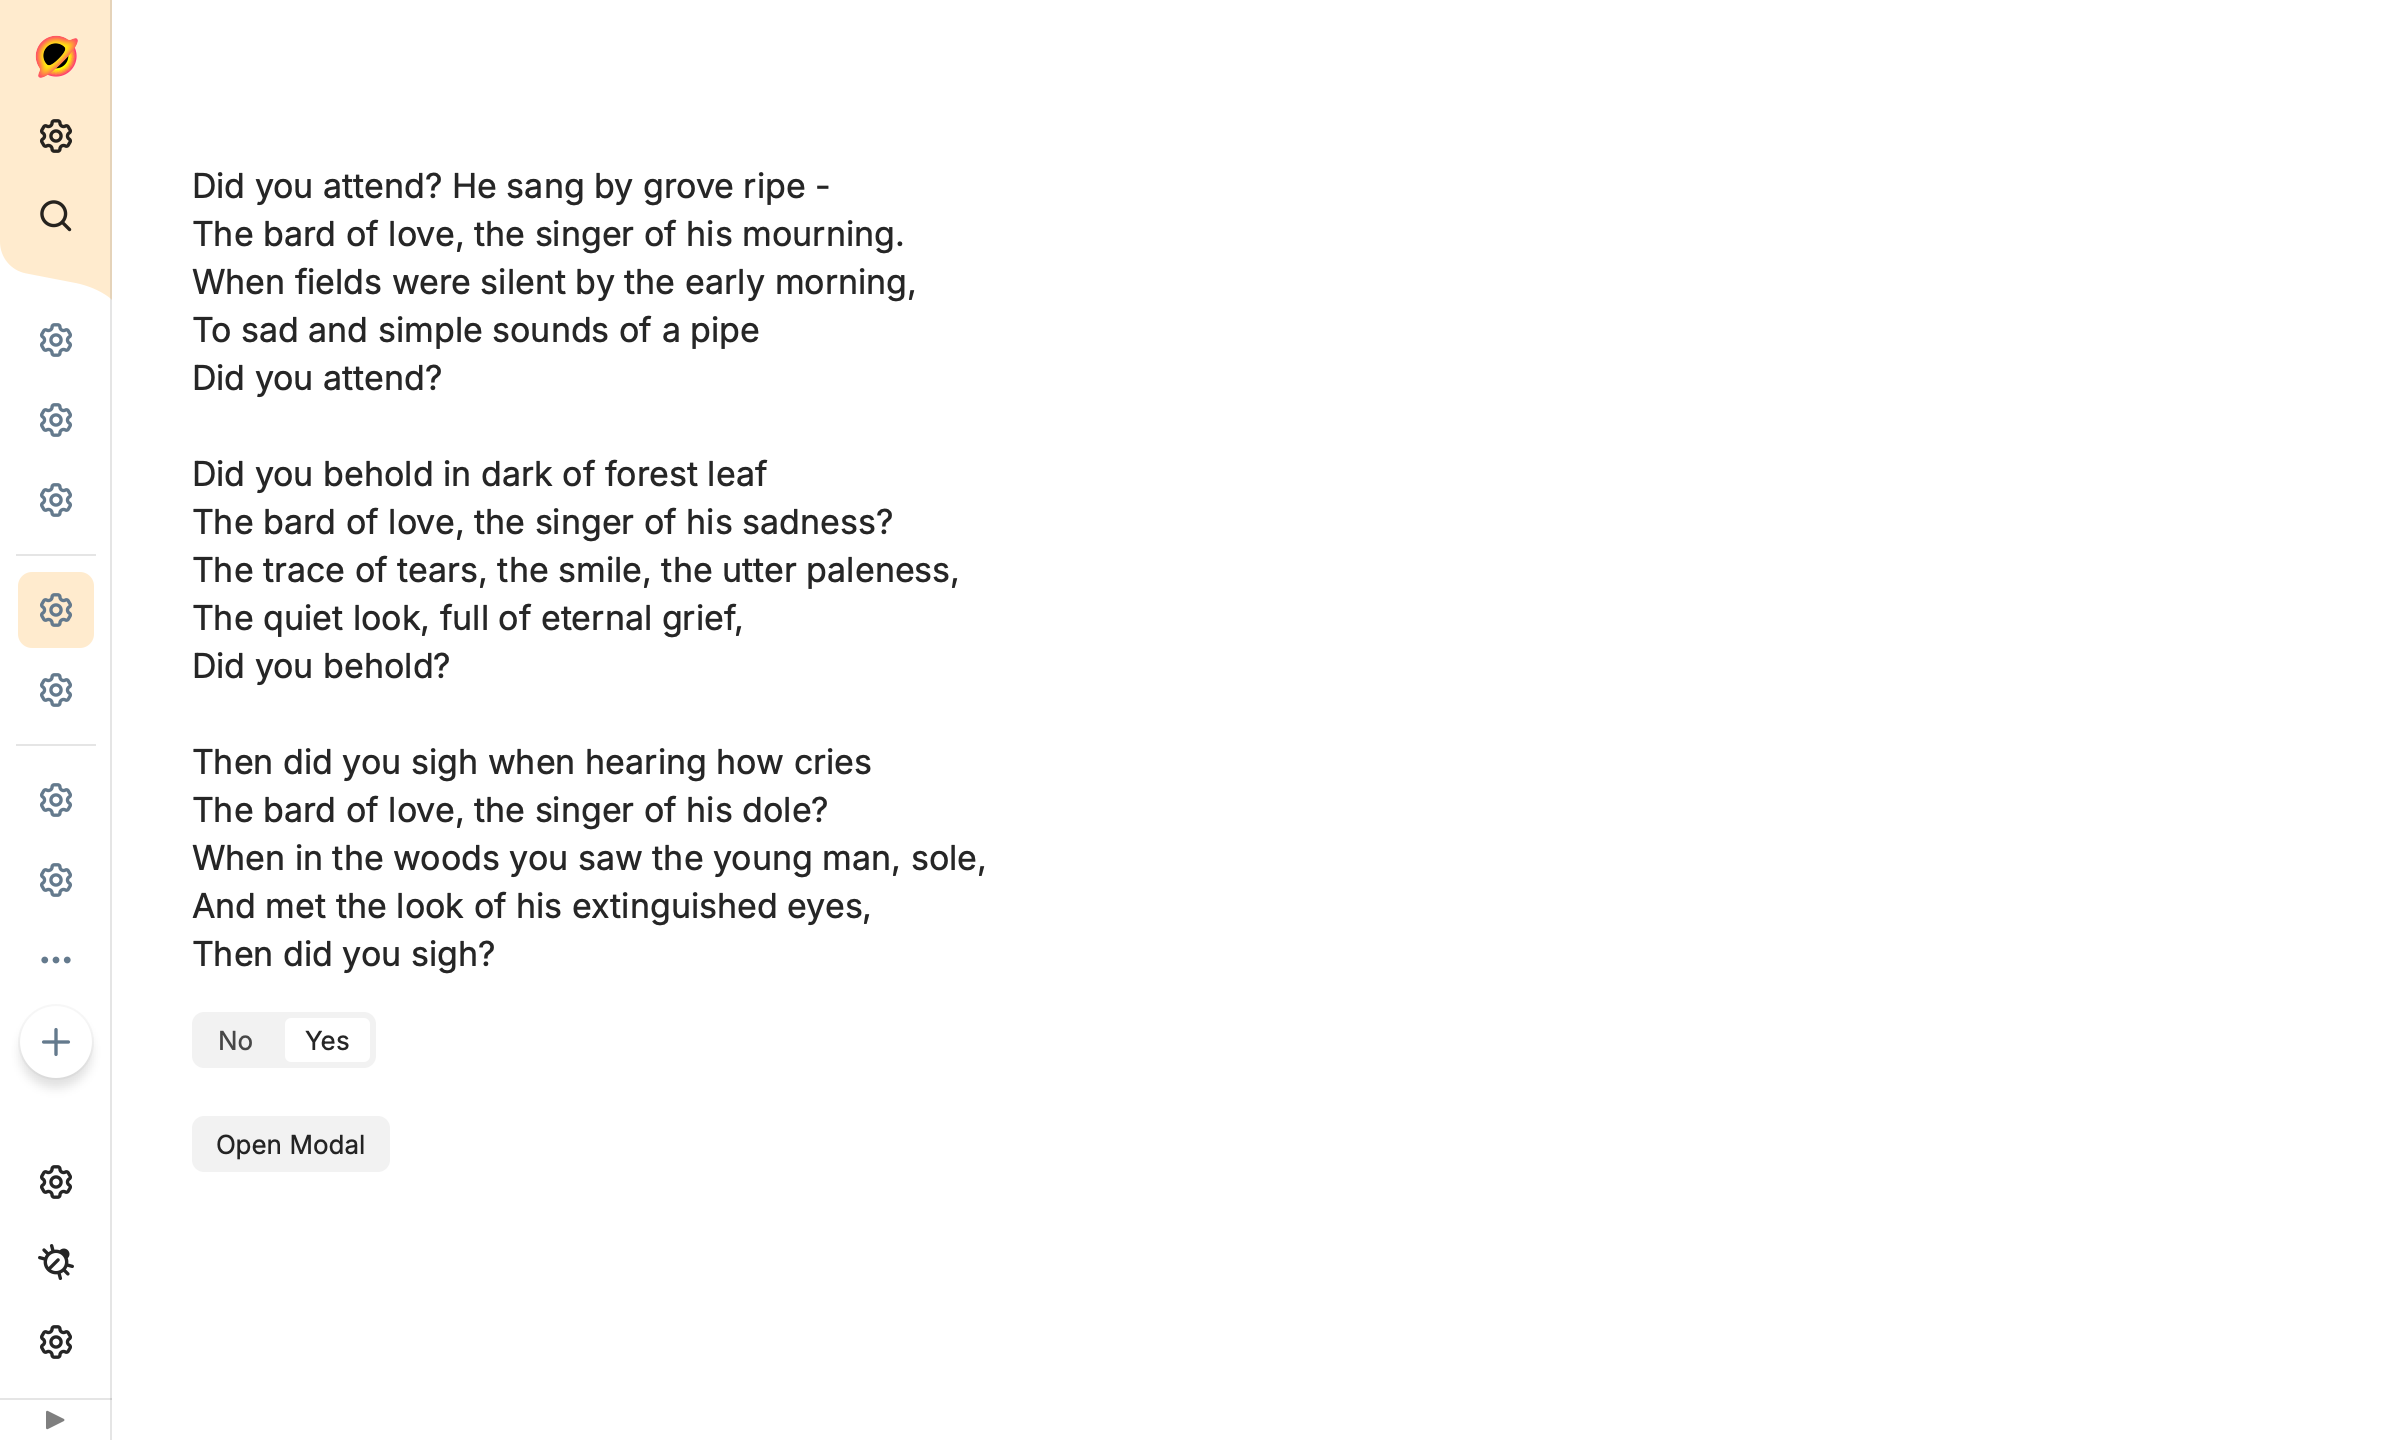 Did you attend? He sang by grove ripe -
The bard of love, the singer of his mourning.
When fields were silent by the early morning,
To sad and simple sounds of a pipe
Did you attend?

Did you behold in dark of forest leaf
The bard of love, the singer of his sadness?
The trace of tears, the smile, the utter paleness,
The quiet look, full of eternal grief,
Did you behold?

Then did you sigh when hearing how cries
The bard of love, the singer of his dole?
When in the woods you saw the young man, sole,
And met the look of his extinguished eyes,
Then did you sigh?
No Yes
Open Modal